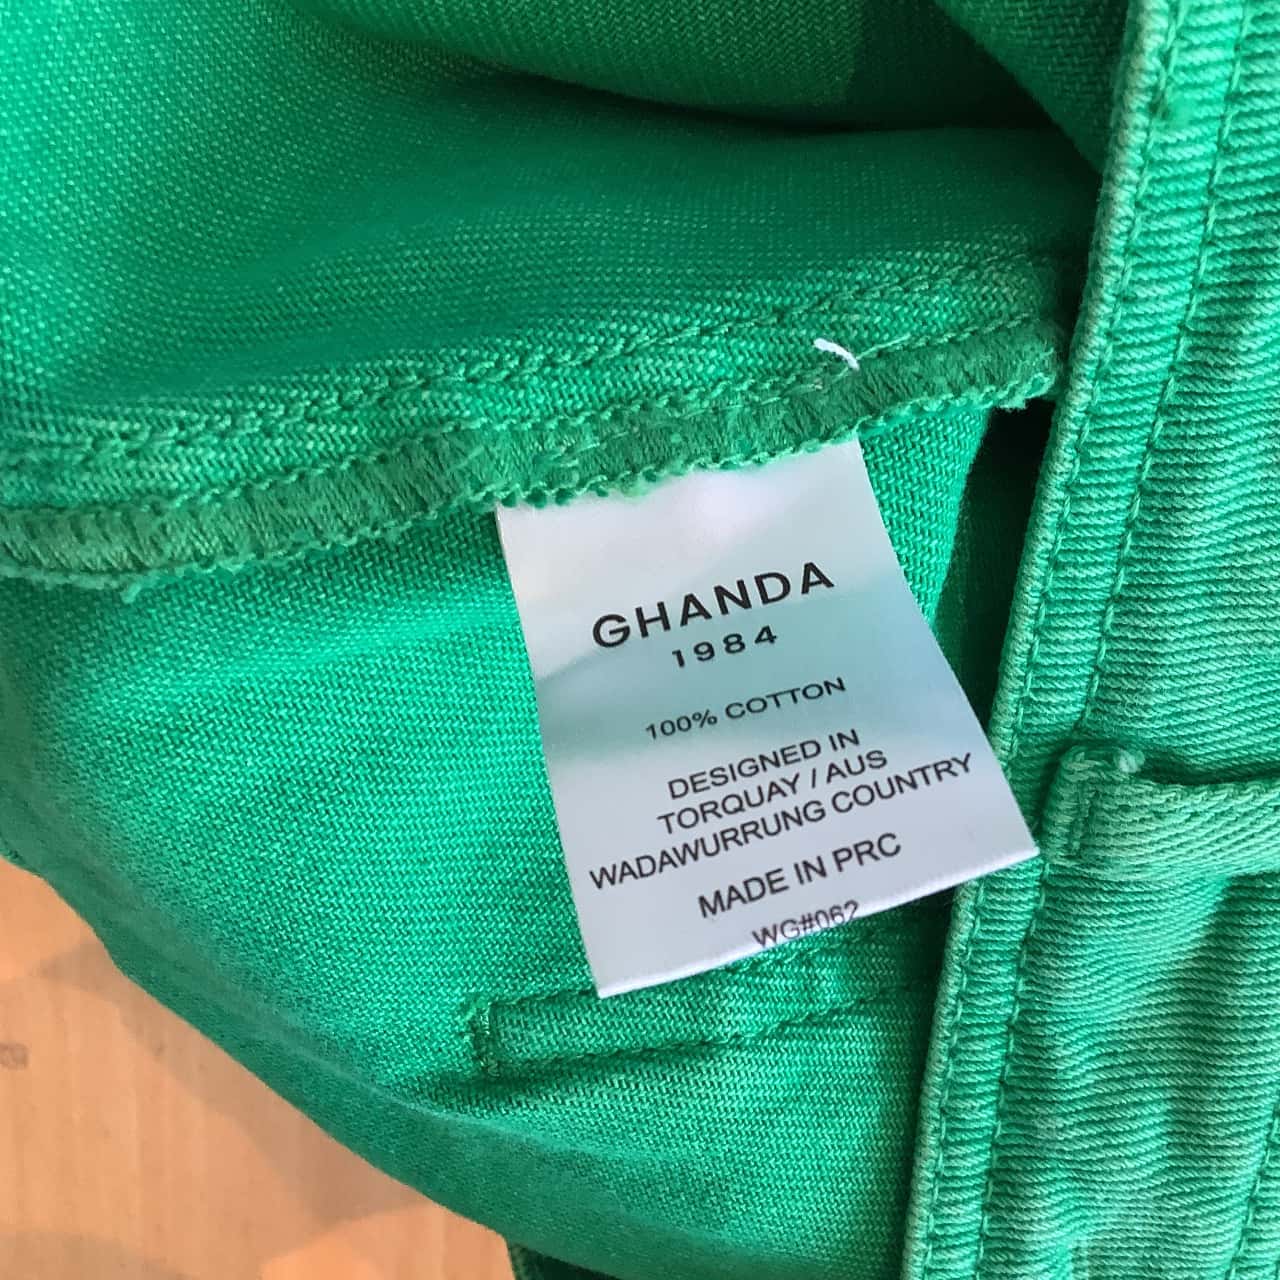 GHANDA
1984
100% COTTON
DESIGNED IN
TORQUAY / AUS
WADAWURRUNG COUNTRY
MADE IN PRC
WG#062